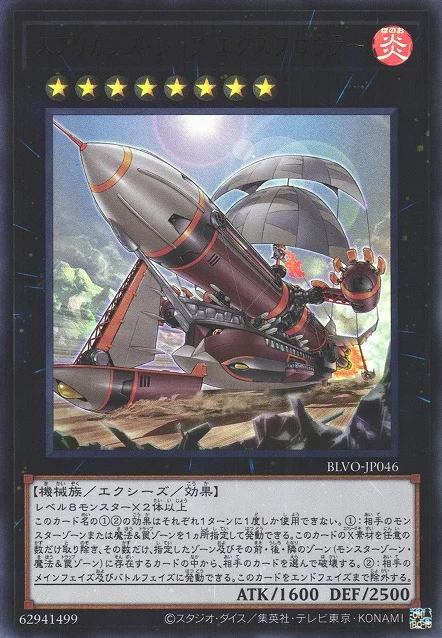 炎
ほのお
BLVO-JP046
【機械族／エクシーズ／効果】
レベル８モンスター×２体以上
このカード名の①②の効果はそれぞれ１ターンに１度しか使用できない。①：相手のモン
スターゾーンまたは魔法＆罠ゾーンを１ヵ所指定して発動できる。このカードのＸ素材を任意の
数だけ取り除き、その数だけ、指定したゾーン及びその前・後・隣のゾーン（モンスターゾーン・
魔法＆罠ゾーン）に存在するカードの中から、相手のカードを選んで破壊する。②：相手の
メインフェイズ及びバトルフェイズに発動できる。このカードをエンドフェイズまで除外する。
ATK/1600 DEF/2500
62941499
©スタジオ・ダイス／集英社・テレビ東京・KONAMI